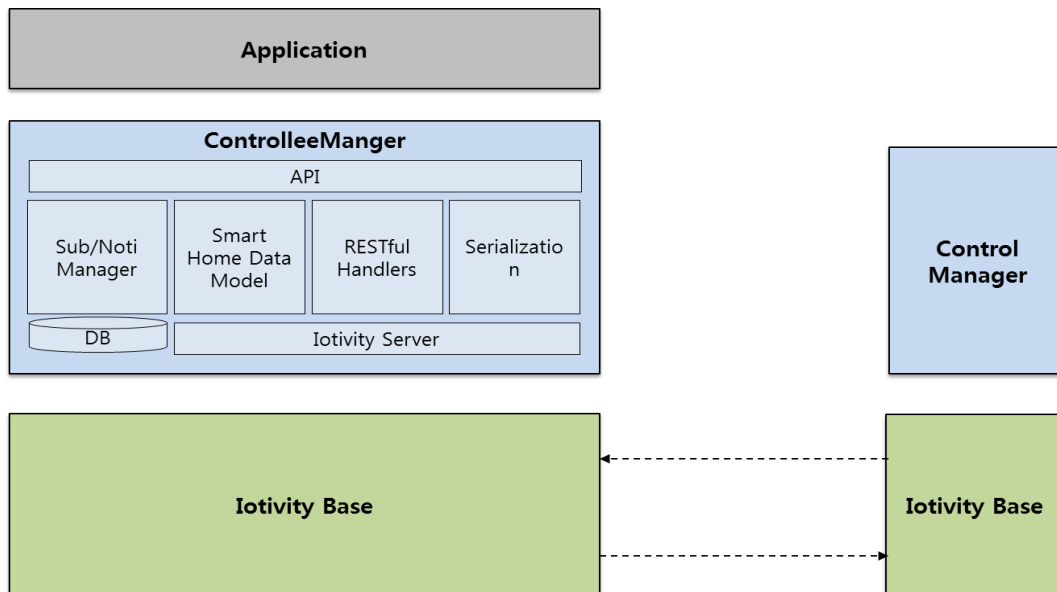 Application
ControlleeManger
API
Sub/Noti
Manager
Smart
Home Data
Model
RESTful
Handlers
Serializatio
n
DB
Iotivity Server
Control
Manager
Iotivity Base
Iotivity Base